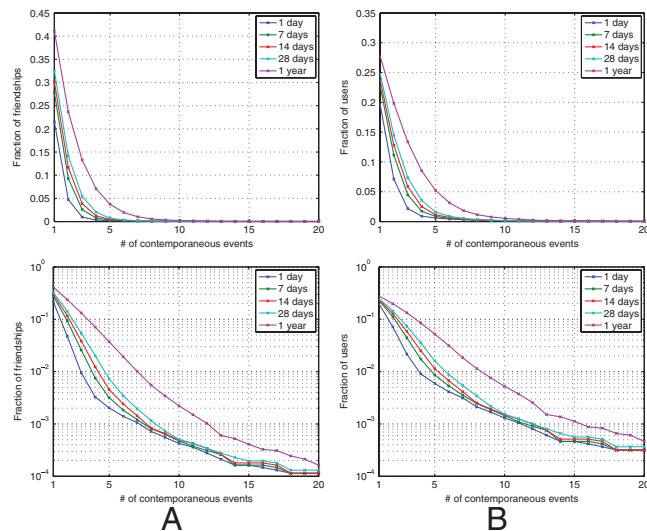 0.45
0.4
0.35
0.3
0.25
0.2
0.15
0.1
0.05
0
Fraction of friendships
1 5 10 15 20
# of contemporaneous events
1 day
7 days
14 days
28 days
1 year
0.35
0.3
0.25
0.2
0.15
0.1
0.05
0
Fraction of users
1 5 10 15 20
# of contemporaneous events
1 day
7 days
14 days
28 days
1 year
10⁰
10⁻¹
10⁻²
10⁻³
10⁻⁴
Fraction of friendships
1 5 10 15 20
# of contemporaneous events
1 day
7 days
14 days
28 days
1 year
A
10⁰
10⁻¹
10⁻²
10⁻³
10⁻⁴
Fraction of users
1 5 10 15 20
# of contemporaneous events
1 day
7 days
14 days
28 days
1 year
B